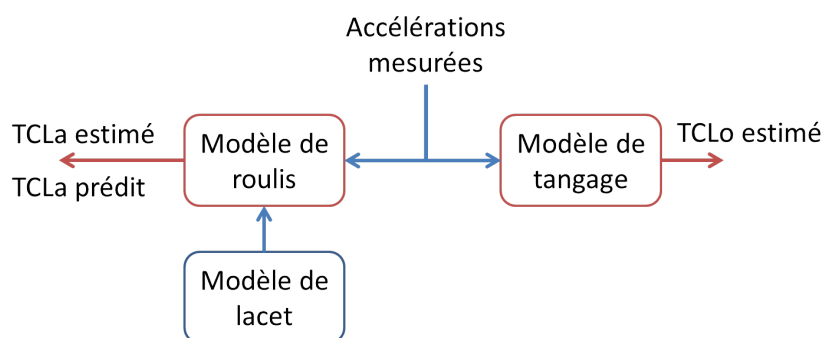 Accélérations
mesurées
TCLa estimé
TCLa prédit
Modèle de
roulis
Modèle de
tangage
TCLo estimé
Modèle de
lacet